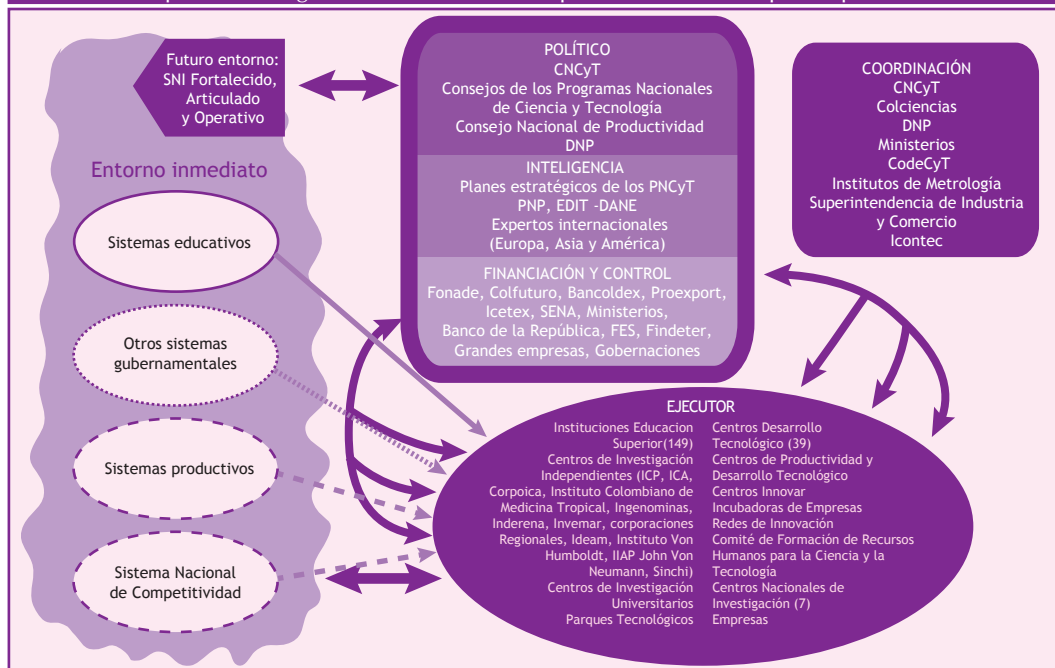 Futuro entorno:
SNI Fortalecido,
Articulado
y Operativo
Entorno inmediato
Sistemas educativos
Otros sistemas
gubernamentales
Sistemas productivos
Sistema Nacional
de Competitividad
POLÍTICO
CNCyT
Consejos de los Programas Nacionales
de Ciencia y Tecnología
Consejo Nacional de Productividad
DNP
INTELIGENCIA
Planes estratégicos de los PNCyT
PNP, EDIT -DANE
Expertos internacionales
(Europa, Asia y América)
FINANCIACIÓN Y CONTROL
Fonade, Colfuturo, Bancoldex, Proexport,
Icetex, SENA, Ministerios,
Banco de la República, FES, Findeter,
Grandes empresas, Gobernaciones
COORDINACIÓN
CNCyT
Colciencias
DNP
Ministerios
CodeCyT
Institutos de Metrología
Superintendencia de Industria
y Comercio
Icontec
EJECUTOR
Instituciones Educacion
Superior(149)
Centros de Investigación
Independientes (ICP, ICA,
Corpoica, Instituto Colombiano de
Medicina Tropical, Ingenominas,
Inderena, Invemar, corporaciones
Regionales, Ideam, Instituto Von
Humboldt, IIAP John Von
Neumann, Sinchi)
Centros de Investigación
Universitarios
Parques Tecnológicos
Centros Desarrollo
Tecnológico (39)
Centros de Productividad y
Desarrollo Tecnológico
Centros Innovar
Incubadoras de Empresas
Redes de Innovación
Comité de Formación de Recursos
Humanos para la Ciencia y la
Tecnología
Centros Nacionales de
Investigación (7)
Empresas